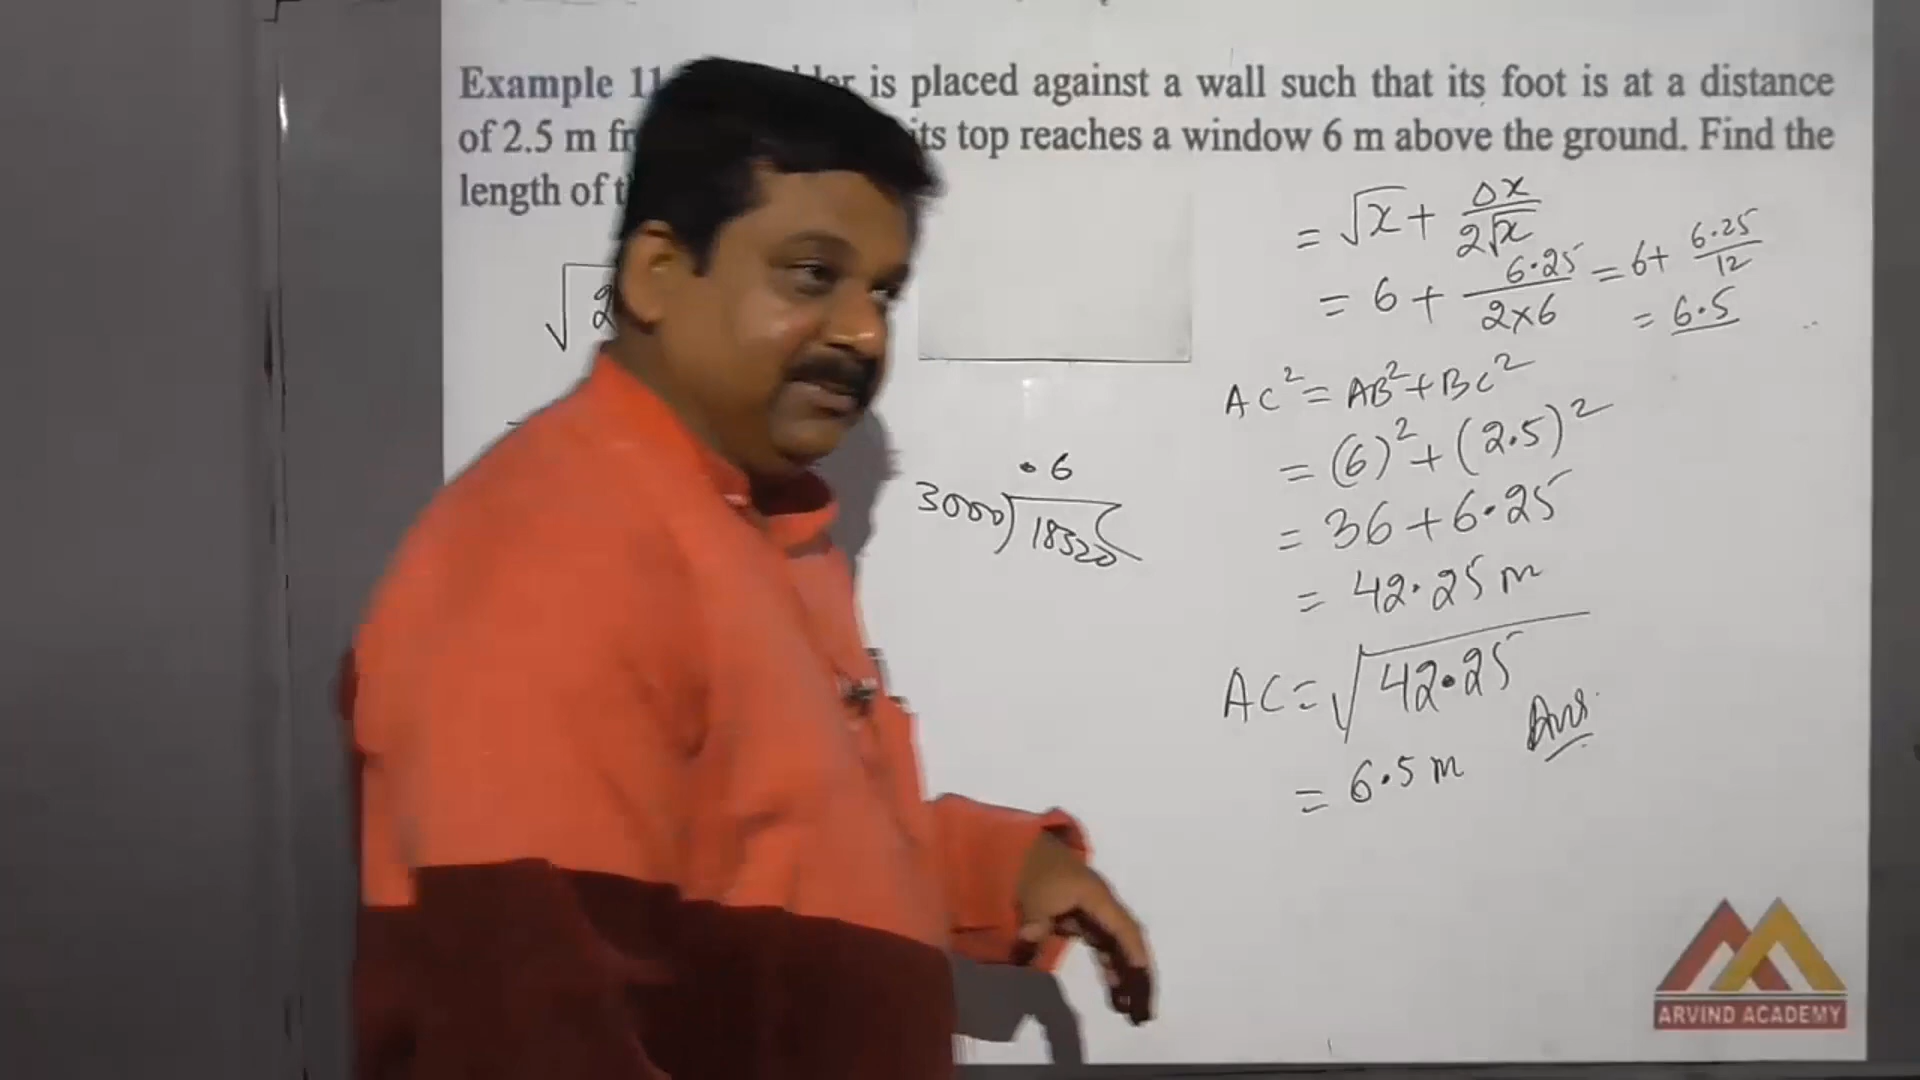 Example 11 is placed against a wall such that its foot is at a distance
of 2.5 m its top reaches a window 6 m above the ground. Find the
length of
= √x + Δx / 2√x
= 6 + 6.25 / 2×6 = 6 + 6.25 / 12
= 6.5
AC² = AB² + BC²
= (6)² + (2.5)²
= 36 + 6.25
= 42.25 m
AC = √42.25
= 6.5 m Ans
√2
.6
3000)18320(
ARVIND ACADEMY